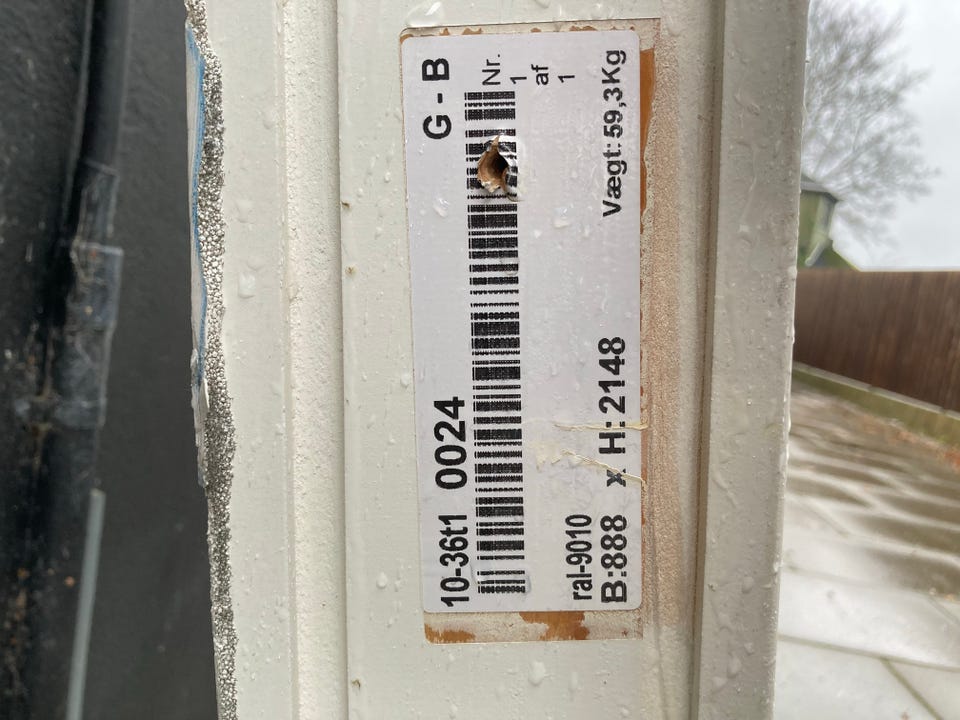 G - B
10-36t1 0024
Nr.
1
af
1
ral-9010
Vægt: 59,3Kg
B:888 x H:2148